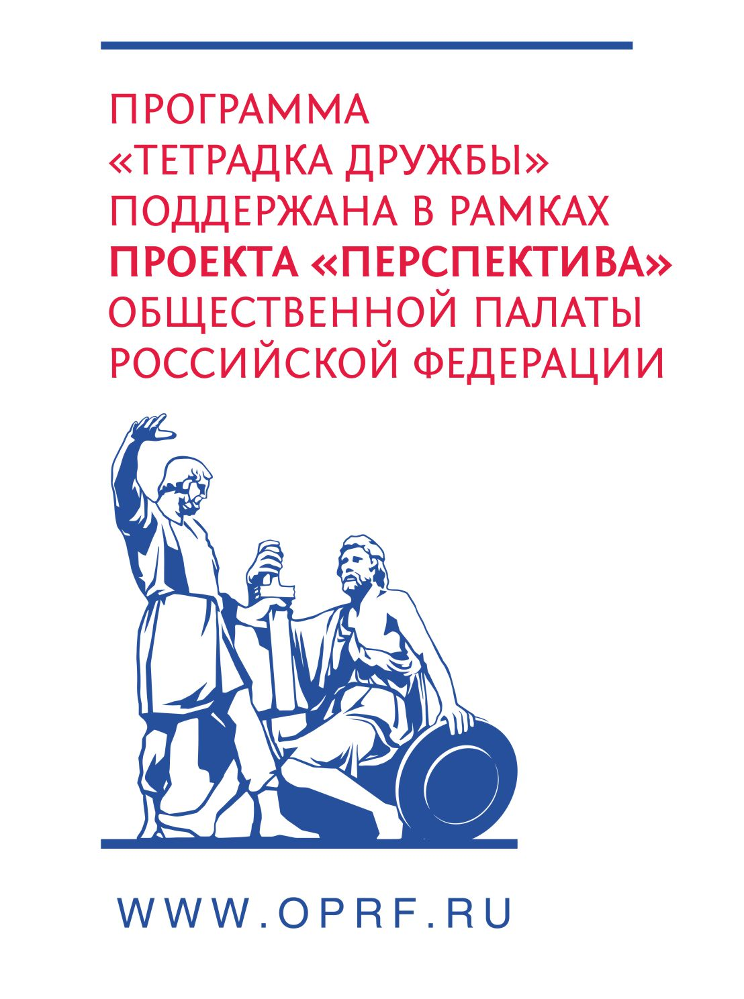 ПРОГРАММА
«ТЕТРАДКА ДРУЖБЫ»
ПОДДЕРЖАНА В РАМКАХ
ПРОЕКТА «ПЕРСПЕКТИВА»
ОБЩЕСТВЕННОЙ ПАЛАТЫ
РОССИЙСКОЙ ФЕДЕРАЦИИ
WWW.OPRF.RU